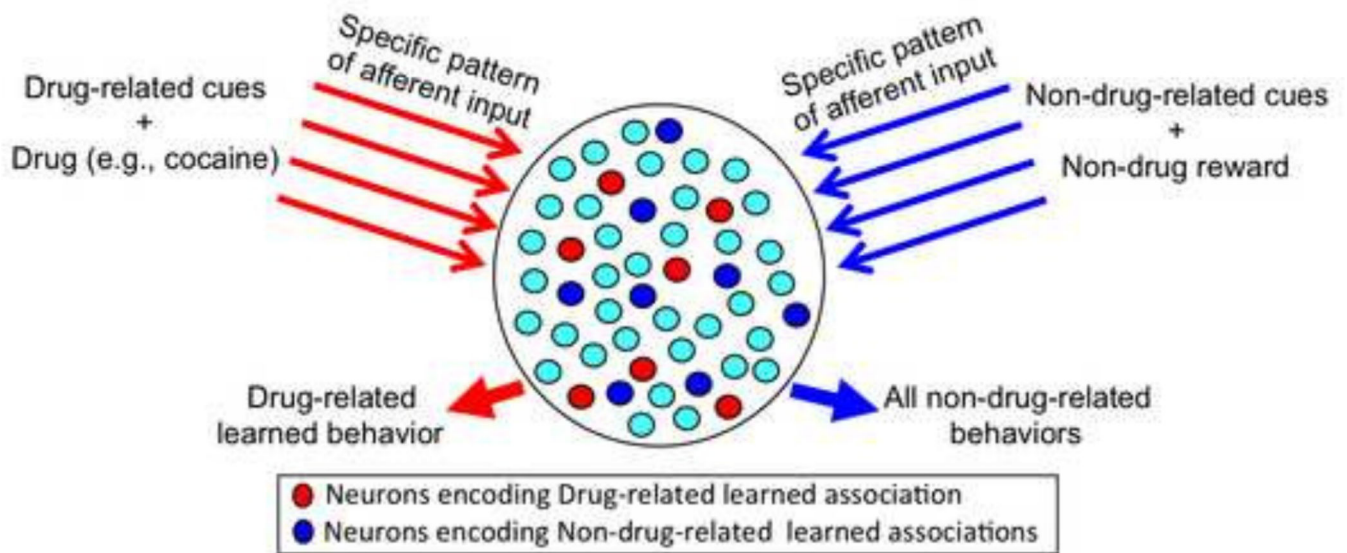 Specific pattern
of afferent input
Drug-related cues
+
Drug (e.g., cocaine)
Specific pattern
of afferent input
Non-drug-related cues
+
Non-drug reward
Drug-related
learned behavior
All non-drug-related
behaviors
Neurons encoding Drug-related learned association
Neurons encoding Non-drug-related learned associations